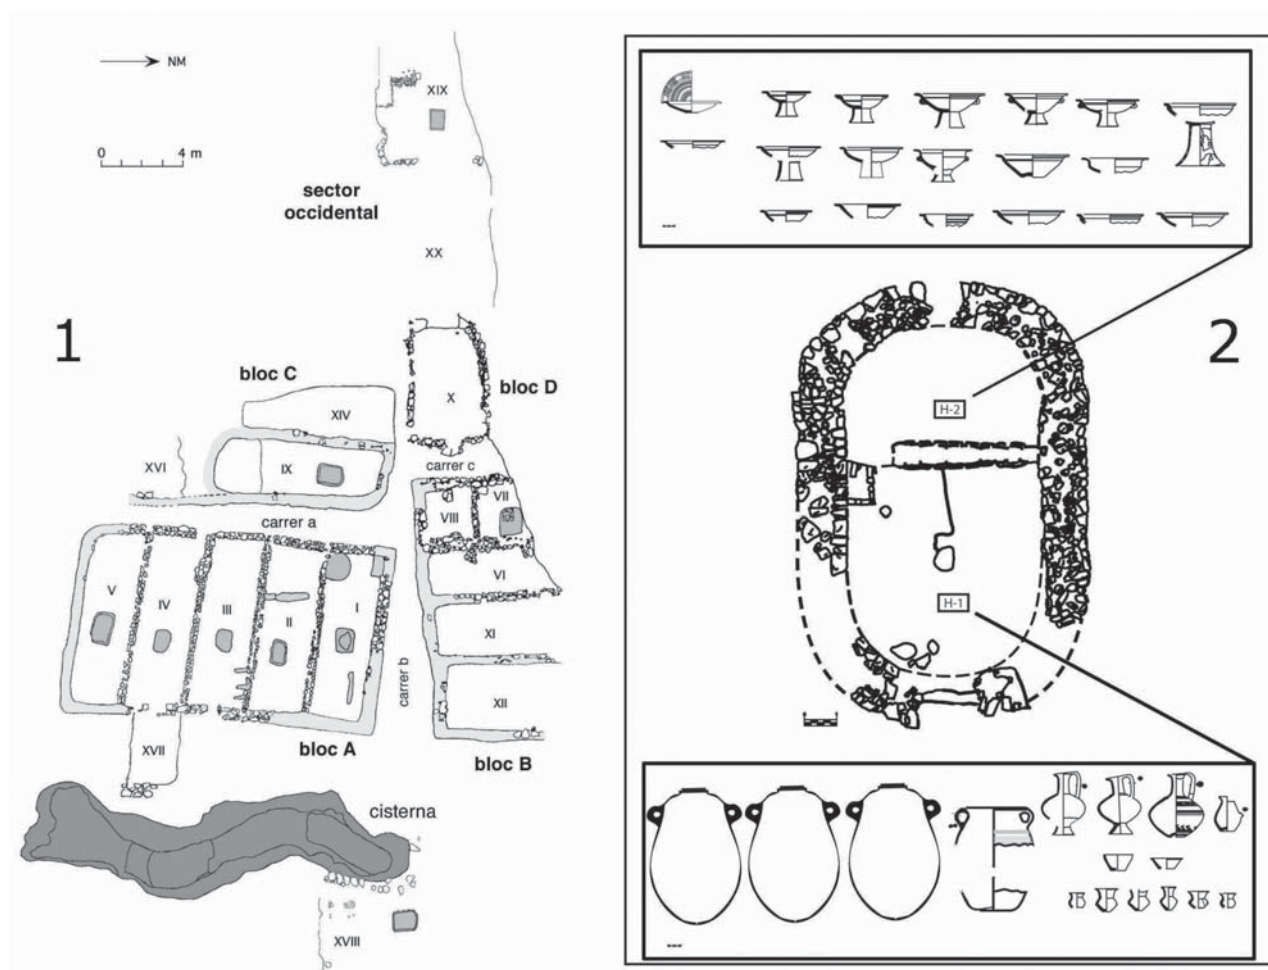 NM
0 4 m
XIX
sector
occidental
XX
1
bloc C
bloc D
XIV
X
XVI
IX
carrer c
VII
VIII
carrer a
VI
V
IV
III
II
I
XI
carrer b
XII
XVII
bloc A
bloc B
cisterna
XVIII
2
H-2
H-1